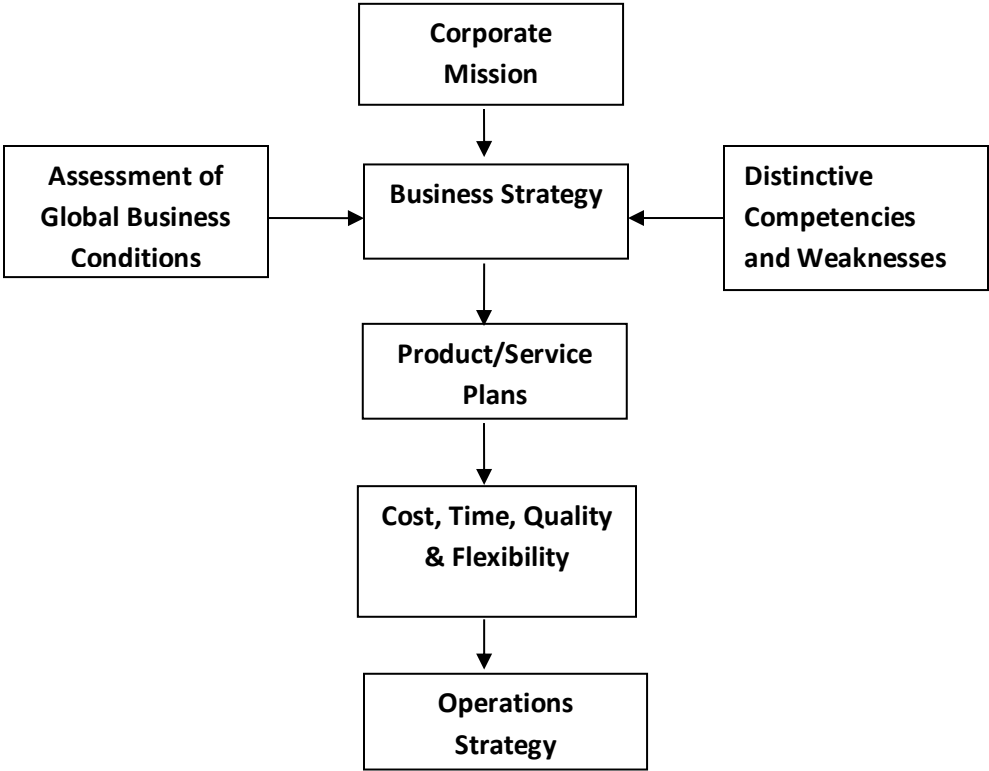 Corporate
Mission
Assessment of
Global Business
Conditions
Business Strategy
Distinctive
Competencies
and Weaknesses
Product/Service
Plans
Cost, Time, Quality
& Flexibility
Operations
Strategy